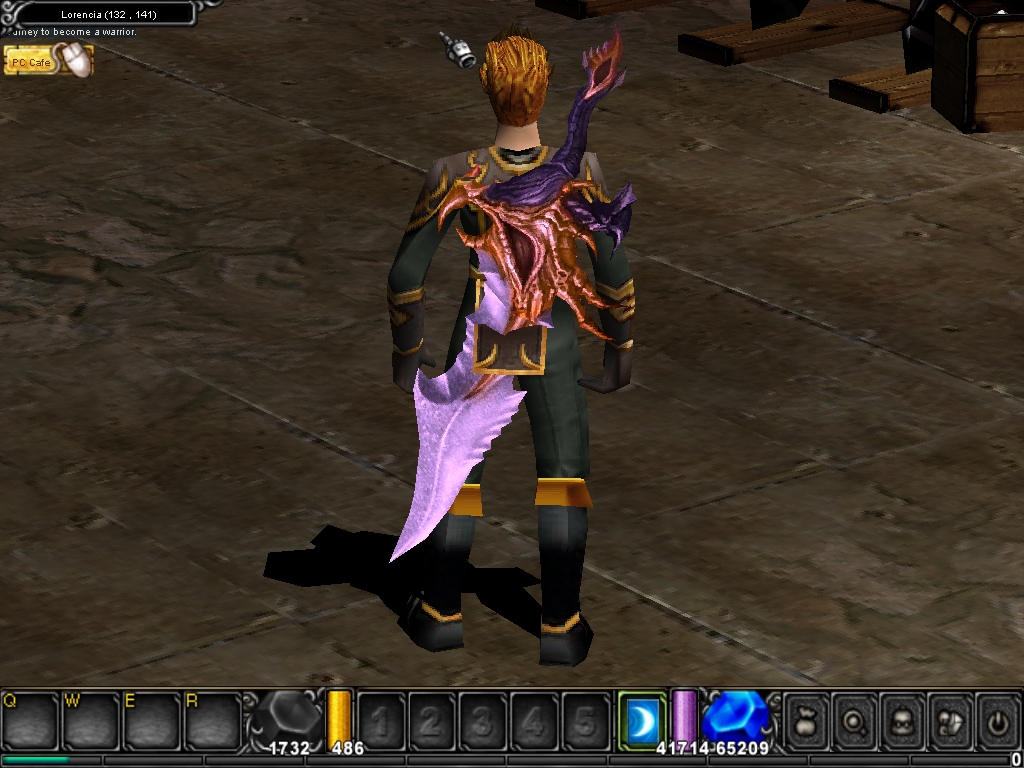 Lorencia (132 , 141)
urney to become a warrior.
PC Cafe
Q W E R 1 2 3 4 5
1732 486 41714 65209
0